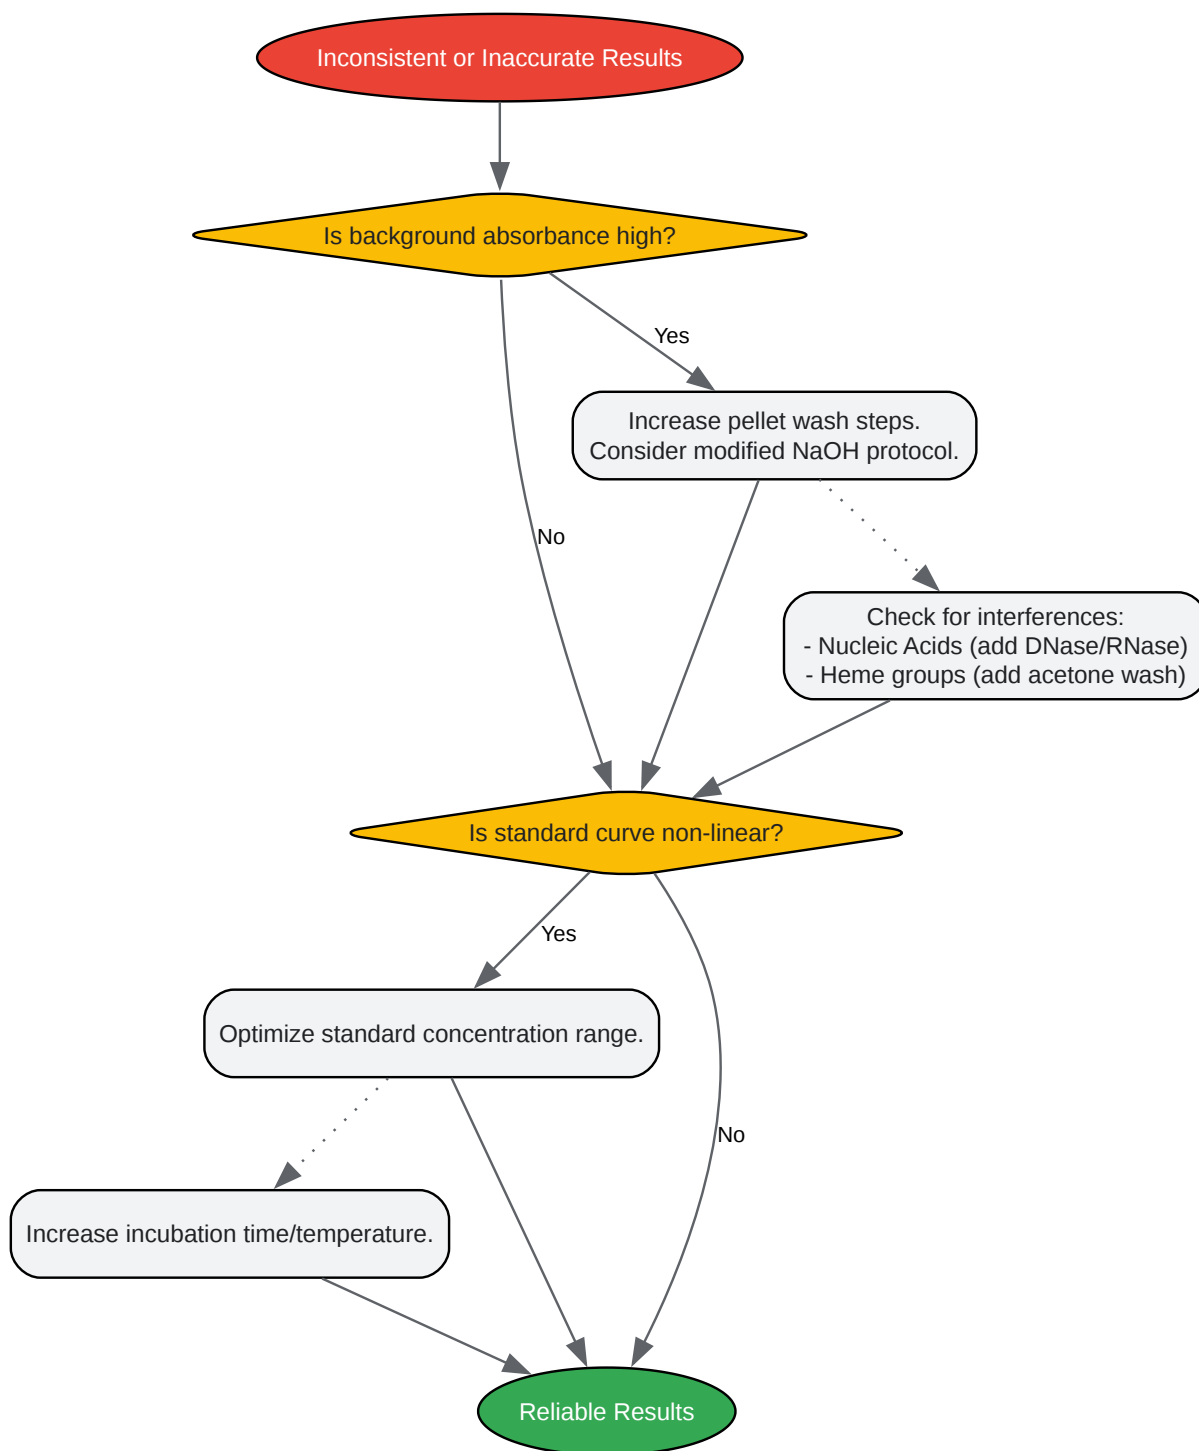 Inconsistent or Inaccurate Results
Is background absorbance high?
Yes
Increase pellet wash steps.
Consider modified NaOH protocol.
No
Check for interferences:
- Nucleic Acids (add DNase/RNase)
- Heme groups (add acetone wash)
Is standard curve non-linear?
Yes
Optimize standard concentration range.
No
Increase incubation time/temperature.
Reliable Results